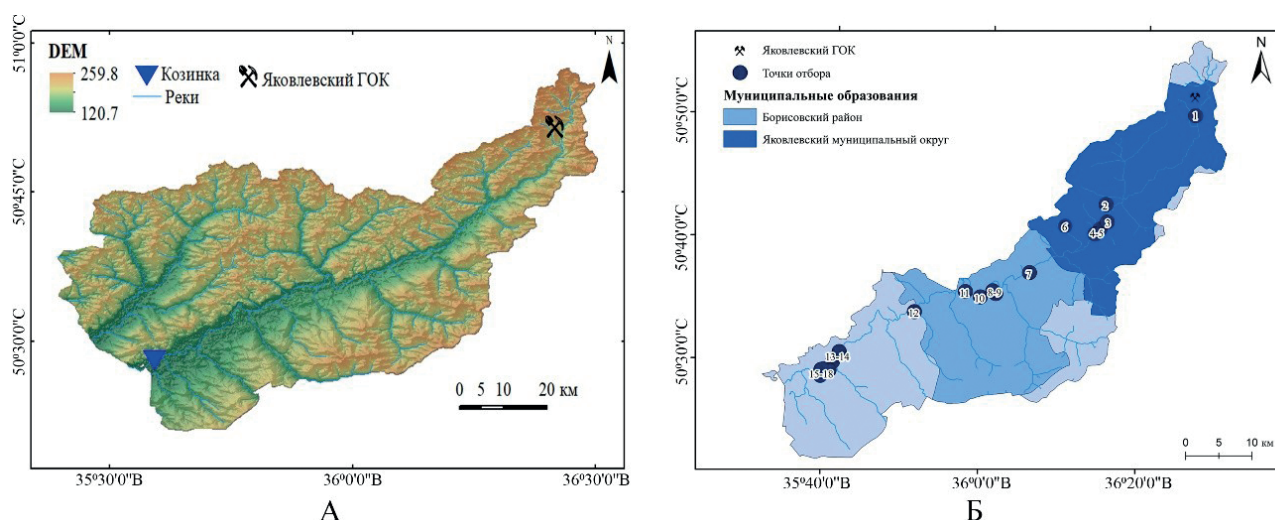 51°0'0"С
50°45'0"С
50°30'0"С
DEM
259.8
120.7
Козинка
Реки
Яковлевский ГОК
N
0 5 10 20 км
35°30'0"В 36°0'0"В 36°30'0"В
А
Яковлевский ГОК
Точки отбора
Муниципальные образования
Борисовский район
Яковлевский муниципальный округ
N
50°50'0"С
50°40'0"С
50°30'0"С
1
2
3
4-5
6
7
8-9
10
11
12
13-14
15-18
0 5 10 км
35°40'0"В 36°0'0"В 36°20'0"В
Б